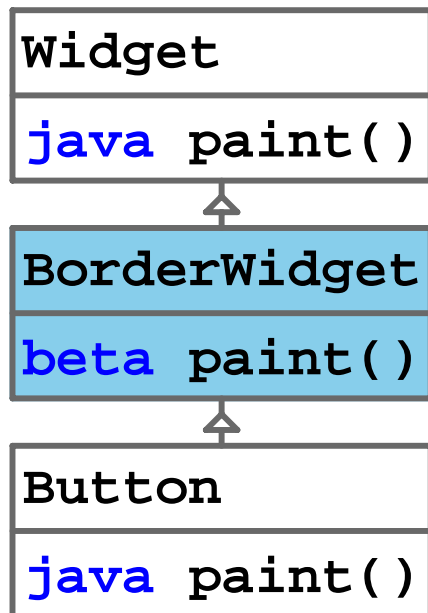 Widget
java paint()
BorderWidget
beta paint()
Button
java paint()